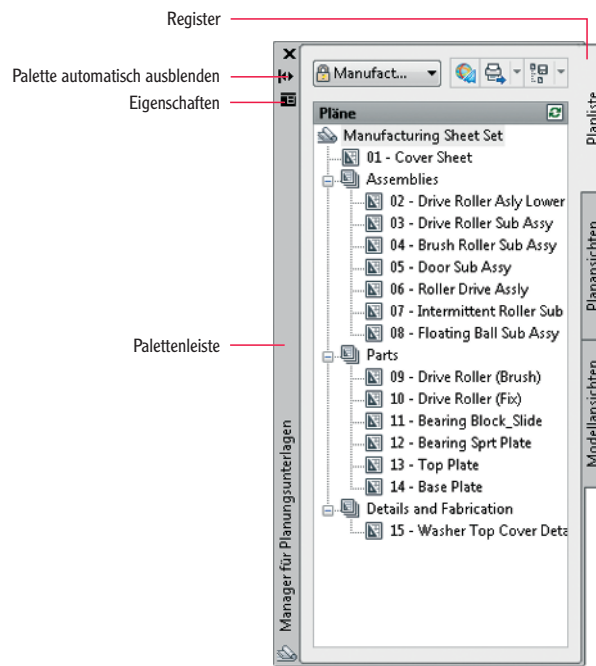 Register
Palette automatisch ausblenden
Eigenschaften
Palettenleiste
Manager für Planungsunterlagen
Manufact...
Pläne
Manufacturing Sheet Set
01 - Cover Sheet
Assemblies
02 - Drive Roller Asly Lower
03 - Drive Roller Sub Assy
04 - Brush Roller Sub Assy
05 - Door Sub Assy
06 - Roller Drive Assly
07 - Intermittent Roller Sub
08 - Floating Ball Sub Assy
Parts
09 - Drive Roller (Brush)
10 - Drive Roller (Fix)
11 - Bearing Block_Slide
12 - Bearing Sprt Plate
13 - Top Plate
14 - Base Plate
Details and Fabrication
15 - Washer Top Cover Deta
Planliste
Planansichten
Modellansichten